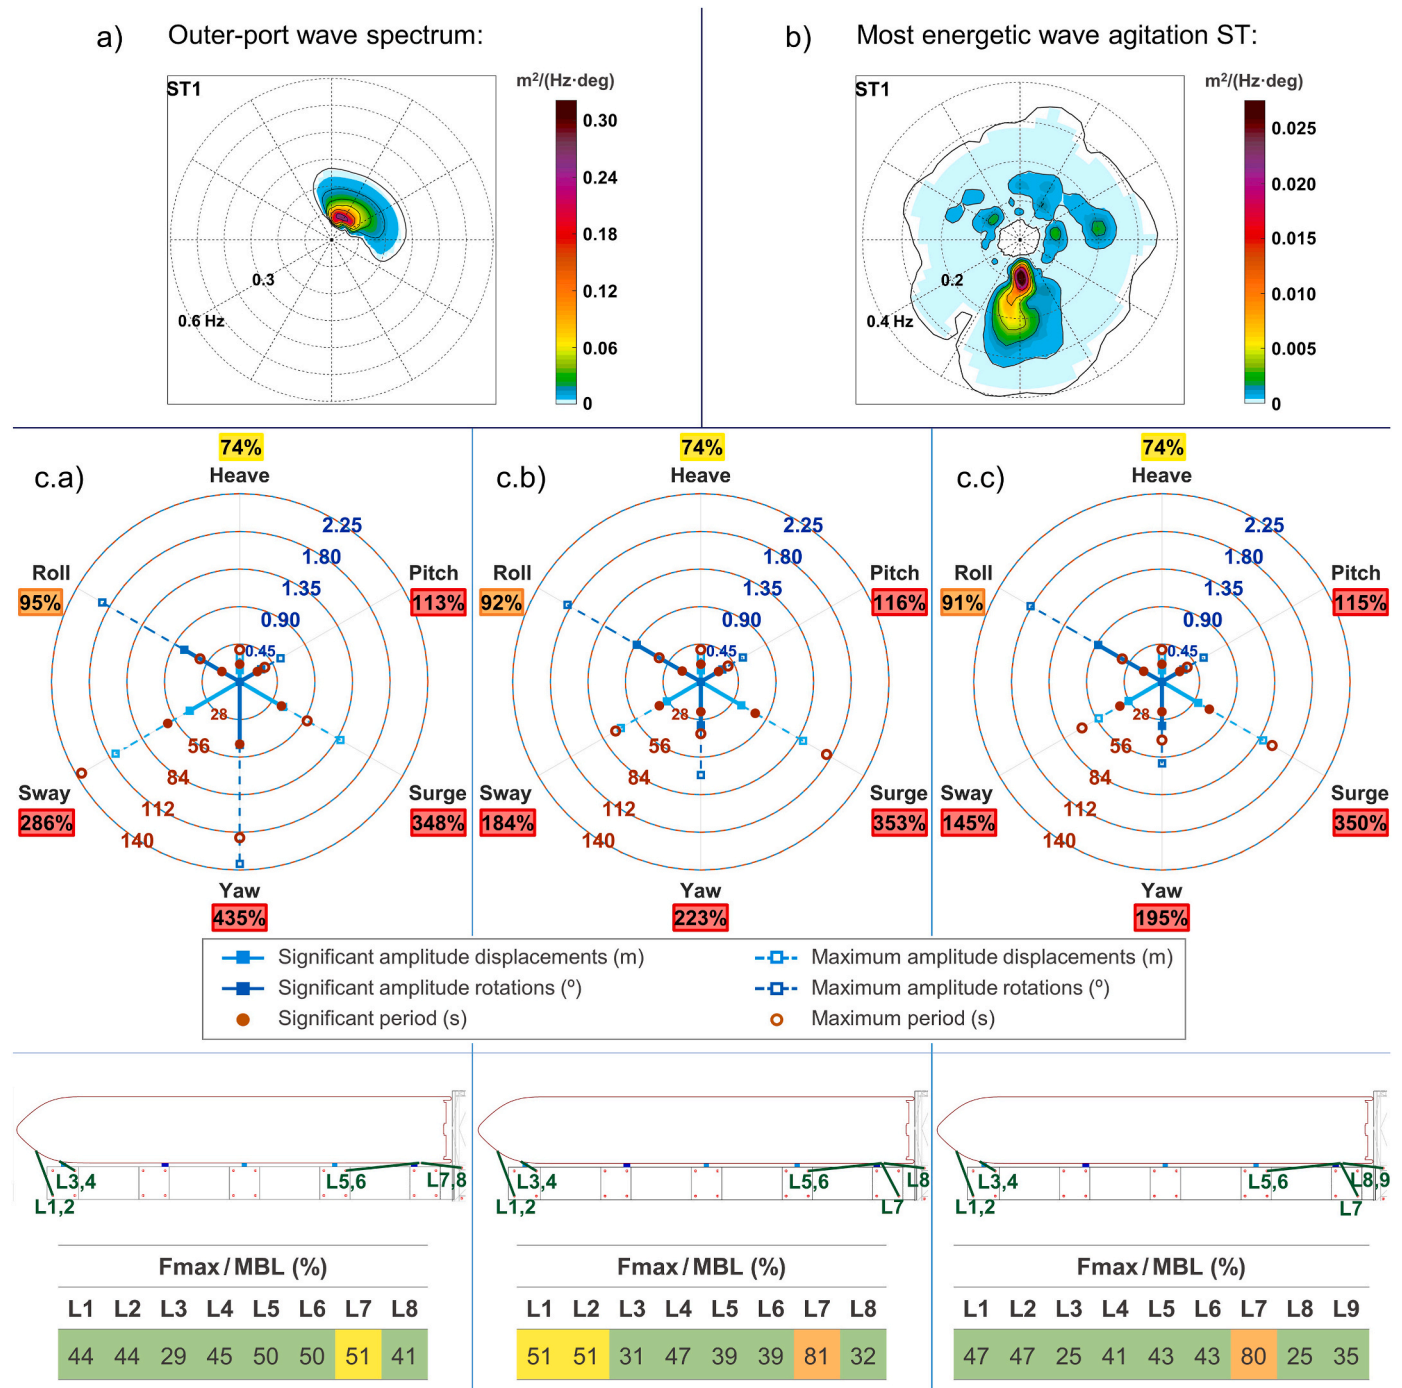 a) Outer-port wave spectrum:
ST1
m²/(Hz·deg)
0.30
0.24
0.18
0.12
0.06
0
0.3
0.6 Hz
b) Most energetic wave agitation ST:
ST1
m²/(Hz·deg)
0.025
0.020
0.015
0.010
0.005
0
0.2
0.4 Hz
c.a)
74%
Heave
Roll
95%
Pitch
113%
2.25
1.80
1.35
0.90
0.45
28
56
84
112
140
Sway
286%
Surge
348%
Yaw
435%
c.b)
74%
Heave
Roll
92%
Pitch
116%
2.25
1.80
1.35
0.90
0.45
28
56
84
112
140
Sway
184%
Surge
353%
Yaw
223%
c.c)
74%
Heave
Roll
91%
Pitch
115%
2.25
1.80
1.35
0.90
0.45
28
56
84
112
140
Sway
145%
Surge
350%
Yaw
195%
Significant amplitude displacements (m)
Maximum amplitude displacements (m)
Significant amplitude rotations (º)
Maximum amplitude rotations (º)
Significant period (s)
Maximum period (s)
L3,4 L5,6 L7,8
L1,2
L3,4 L5,6 L8
L1,2 L7
L3,4 L5,6 L8,9
L1,2 L7
Fmax/MBL (%)
L1 L2 L3 L4 L5 L6 L7 L8
44 44 29 45 50 50 51 41
Fmax/MBL (%)
L1 L2 L3 L4 L5 L6 L7 L8
51 51 31 47 39 39 81 32
Fmax/MBL (%)
L1 L2 L3 L4 L5 L6 L7 L8 L9
47 47 25 41 43 43 80 25 35